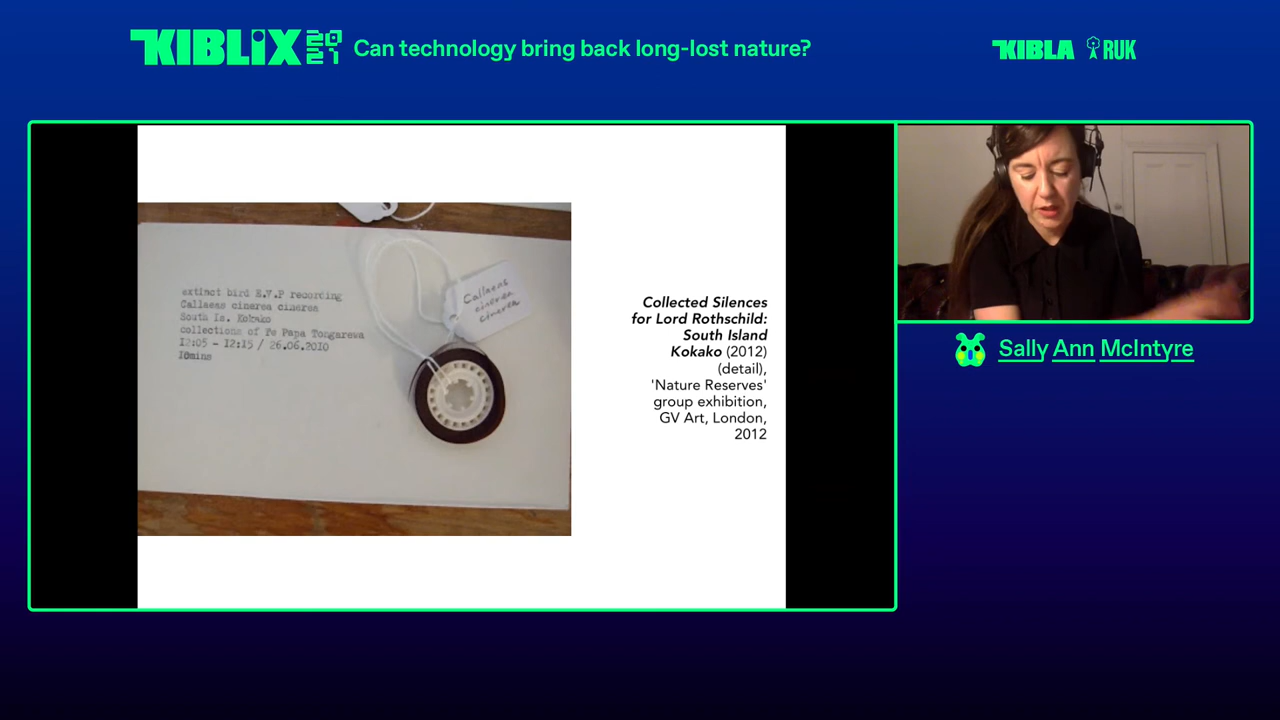 KIBLIX 2021
Can technology bring back long-lost nature?
KIBLA
RUK
extinct bird E.V.P recording
Callaeas cinerea cinerea
South Is. Kokako
collections of Te Papa Tongarewa
12:05 - 12:15 / 26.06.2010
10mins
Callaeas
cinerea
cinerea
Collected Silences
for Lord Rothschild:
South Island
Kokako (2012)
(detail),
'Nature Reserves'
group exhibition,
GV Art, London,
2012
Sally Ann McIntyre